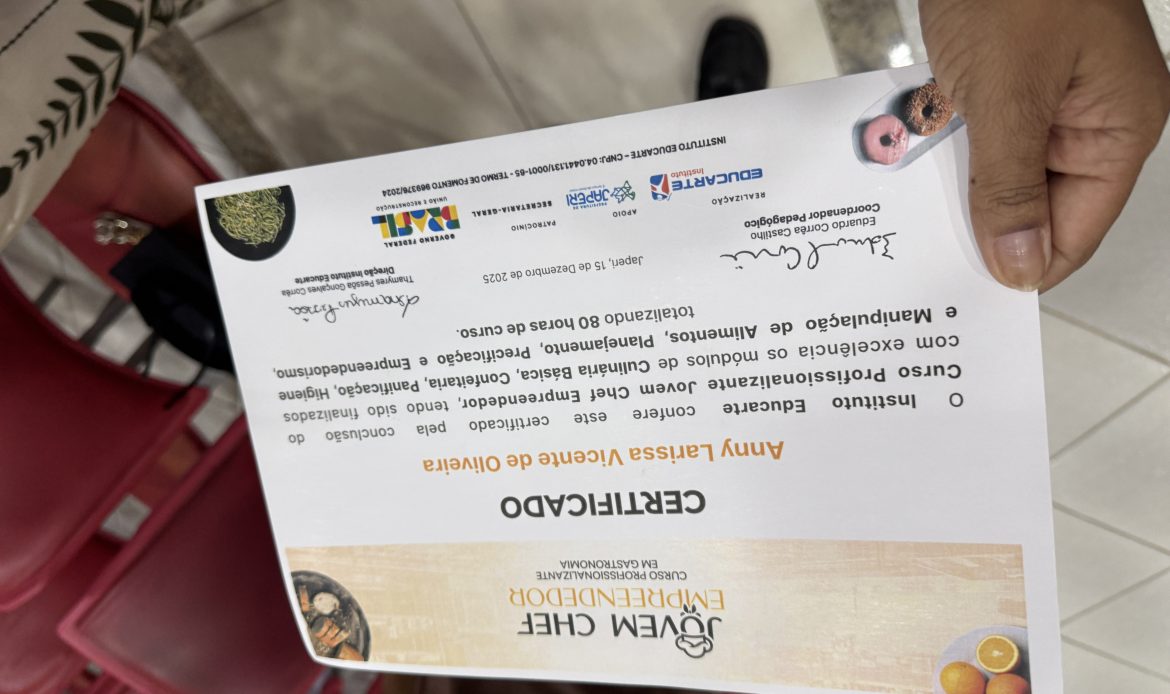 JOVEM CHEF
EMPREENDEDOR
CURSO PROFISSIONALIZANTE
EM GASTRONOMIA
CERTIFICADO
Anny Larissa Vicente de Oliveira
O Instituto Educarte confere este certificado pela conclusão do
Curso Profissionalizante Jovem Chef Empreendedor, tendo sido finalizados
com excelência os módulos de Culinária Básica, Confeitaria, Panificação, Higiene
e Manipulação de Alimentos, Planejamento, Precificação e Empreendedorismo,
totalizando 80 horas de curso.
Japeri, 15 de Dezembro de 2025
Eduardo Corrêa Castilho
Coordenador Pedagógico
Thamyres Pessôa Gonçalves Corrêa
Direção Instituto Educarte
REALIZAÇÃO
EDUCARTE
Instituto
APOIO
PREFEITURA DE
JAPERI
PATROCÍNIO
SECRETARIA-GERAL
GOVERNO FEDERAL
BRASIL
UNIÃO E RECONSTRUÇÃO
INSTITUTO EDUCARTE - CNPJ: 04.041.131/0001-65 - TERMO DE FOMENTO 969376/2024